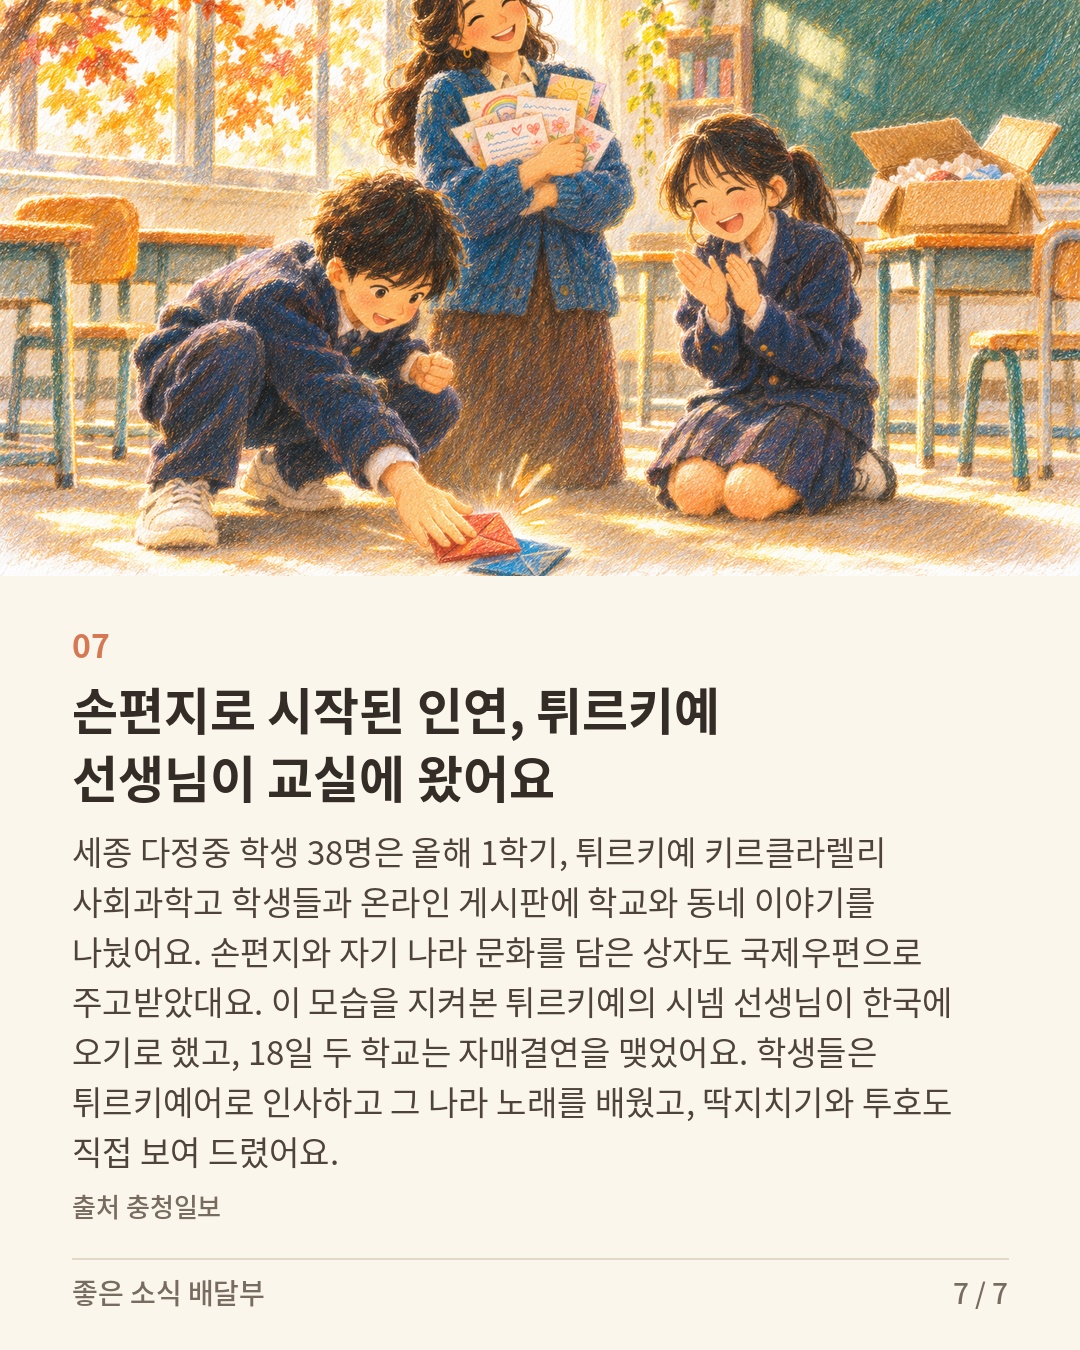 07
손편지로 시작된 인연, 튀르키예
선생님이 교실에 왔어요
세종 다정중 학생 38명은 올해 1학기, 튀르키예 키르클라렐리
사회과학고 학생들과 온라인 게시판에 학교와 동네 이야기를
나눴어요. 손편지와 자기 나라 문화를 담은 상자도 국제우편으로
주고받았대요. 이 모습을 지켜본 튀르키예의 시넴 선생님이 한국에
오기로 했고, 18일 두 학교는 자매결연을 맺었어요. 학생들은
튀르키예어로 인사하고 그 나라 노래를 배웠고, 딱지치기와 투호도
직접 보여 드렸어요.
출처 충청일보
좋은 소식 배달부
7 / 7